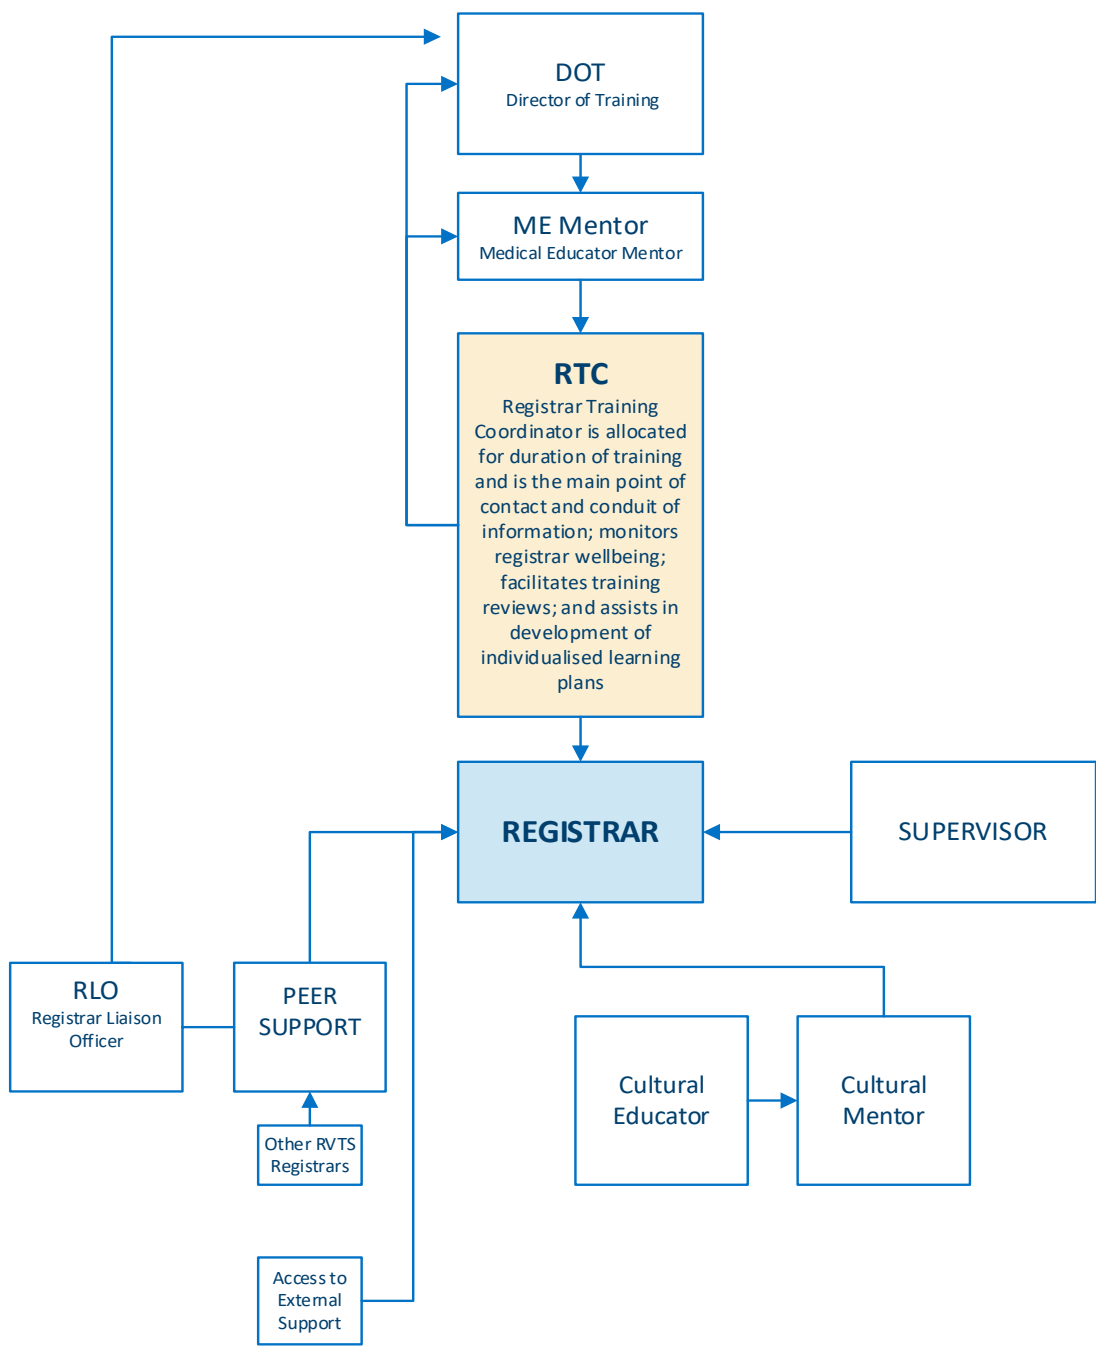 DOT
Director of Training
ME Mentor
Medical Educator Mentor
RTC
Registrar Training
Coordinator is allocated
for duration of training
and is the main point of
contact and conduit of
information; monitors
registrar wellbeing;
facilitates training
reviews; and assists in
development of
individualised learning
plans
REGISTRAR
SUPERVISOR
RLO
Registrar Liaison
Officer
PEER
SUPPORT
Other RVTS
Registrars
Cultural
Educator
Cultural
Mentor
Access to
External
Support